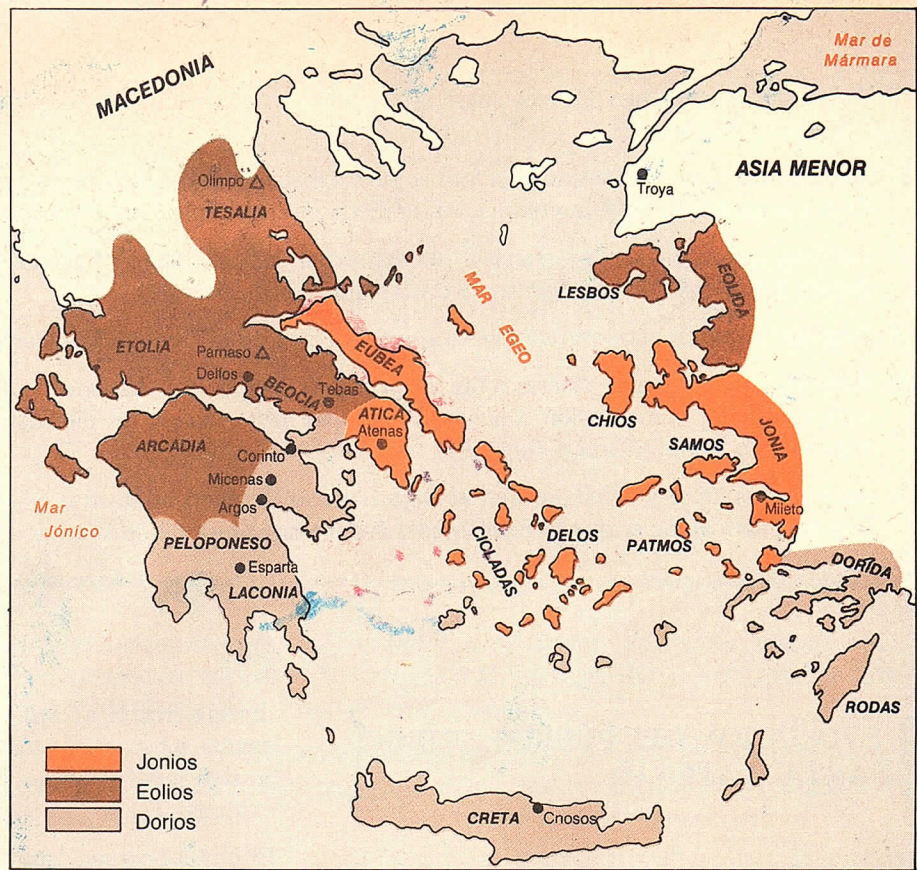 MACEDONIA
Mar de
Mármara
ASIA MENOR
Troya
Olimpo
TESALIA
LESBOS
EOLIDA
MAR EGEO
ETOLIA
Parnaso
Delfos
BEOCIA
Tebas
EUBEA
ATICA
Atenas
CHIOS
JONIA
SAMOS
Mileto
ARCADIA
Corinto
Micenas
Argos
Mar
Jónico
PELOPONESO
Esparta
LACONIA
CICLADAS
DELOS
PATMOS
DORIDA
RODAS
Jonios
Eolios
Dorios
CRETA
Cnosos